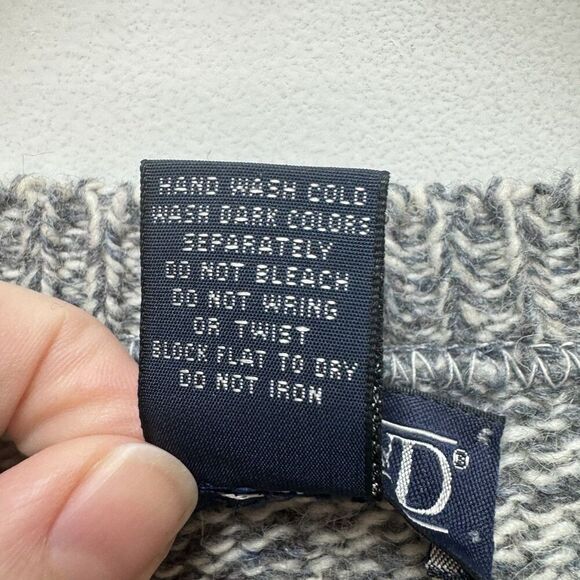 HAND WASH COLD
WASH DARK COLORS
SEPARATELY
DO NOT BLEACH
DO NOT WRING
OR TWIST
BLOCK FLAT TO DRY
DO NOT IRON
D®